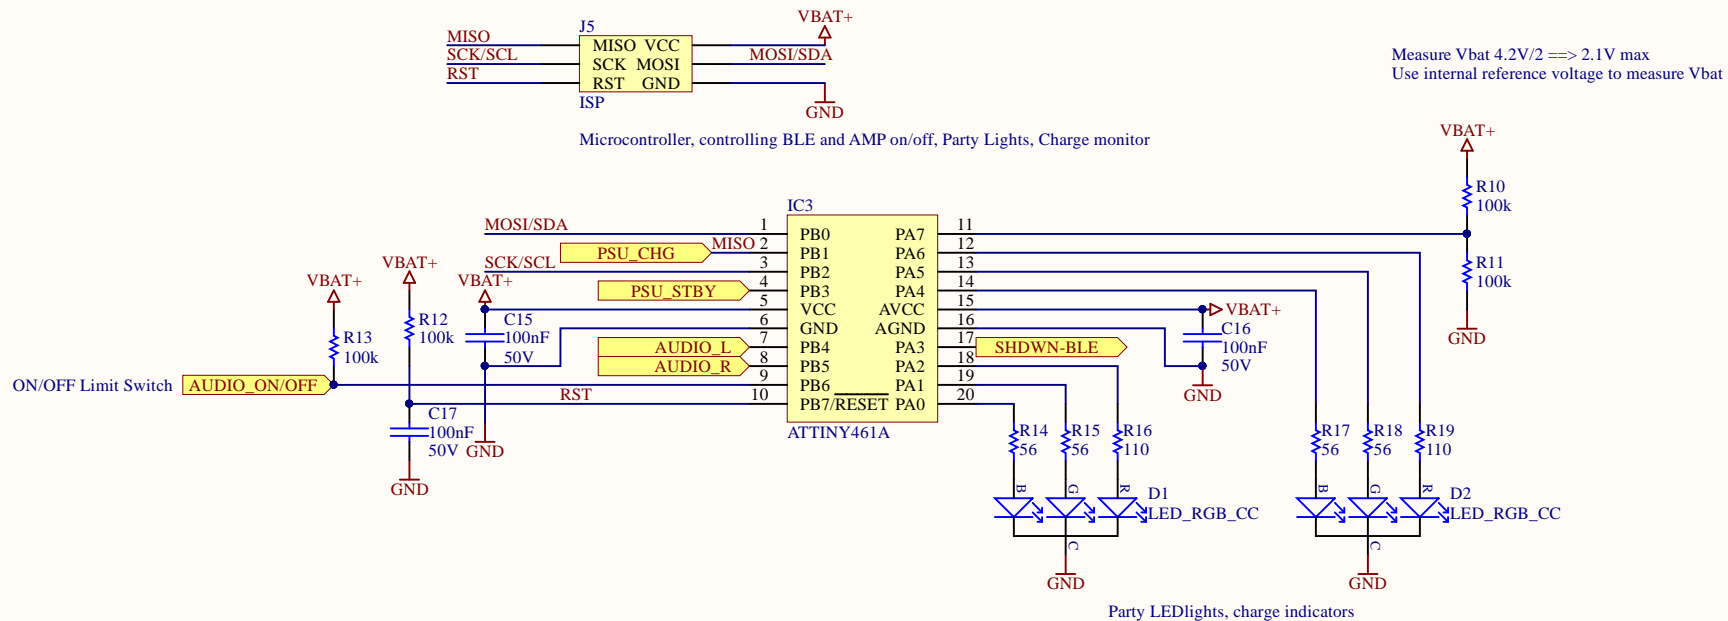 VBAT+
J5
MISO
MISO VCC
SCK/SCL
SCK MOSI
MOSI/SDA
RST
RST GND
ISP
GND
Measure Vbat 4.2V/2 ==> 2.1V max
Use internal reference voltage to measure Vbat
Microcontroller, controlling BLE and AMP on/off, Party Lights, Charge monitor
VBAT+
R10
100k
R11
100k
GND
IC3
MOSI/SDA 1 PB0 PA7 11
PSU_CHG MISO 2 PB1 PA6 12
SCK/SCL 3 PB2 PA5 13
PSU_STBY 4 PB3 PA4 14
VBAT+ 5 VCC AVCC 15 VBAT+
6 GND AGND 16
AUDIO_L 7 PB4 PA3 17 SHDWN-BLE
AUDIO_R 8 PB5 PA2 18
9 PB6 PA1 19
RST 10 PB7/RESET PA0 20
ATTINY461A
VBAT+
R13
100k
VBAT+
R12
100k
C15
100nF
50V
GND
ON/OFF Limit Switch AUDIO_ON/OFF
C17
100nF
50V
GND
C16
100nF
50V
GND
R14
56
R15
56
R16
110
R17
56
R18
56
R19
110
B G R
D1
LED_RGB_CC
C
GND
B G R
D2
LED_RGB_CC
C
GND
Party LEDlights, charge indicators